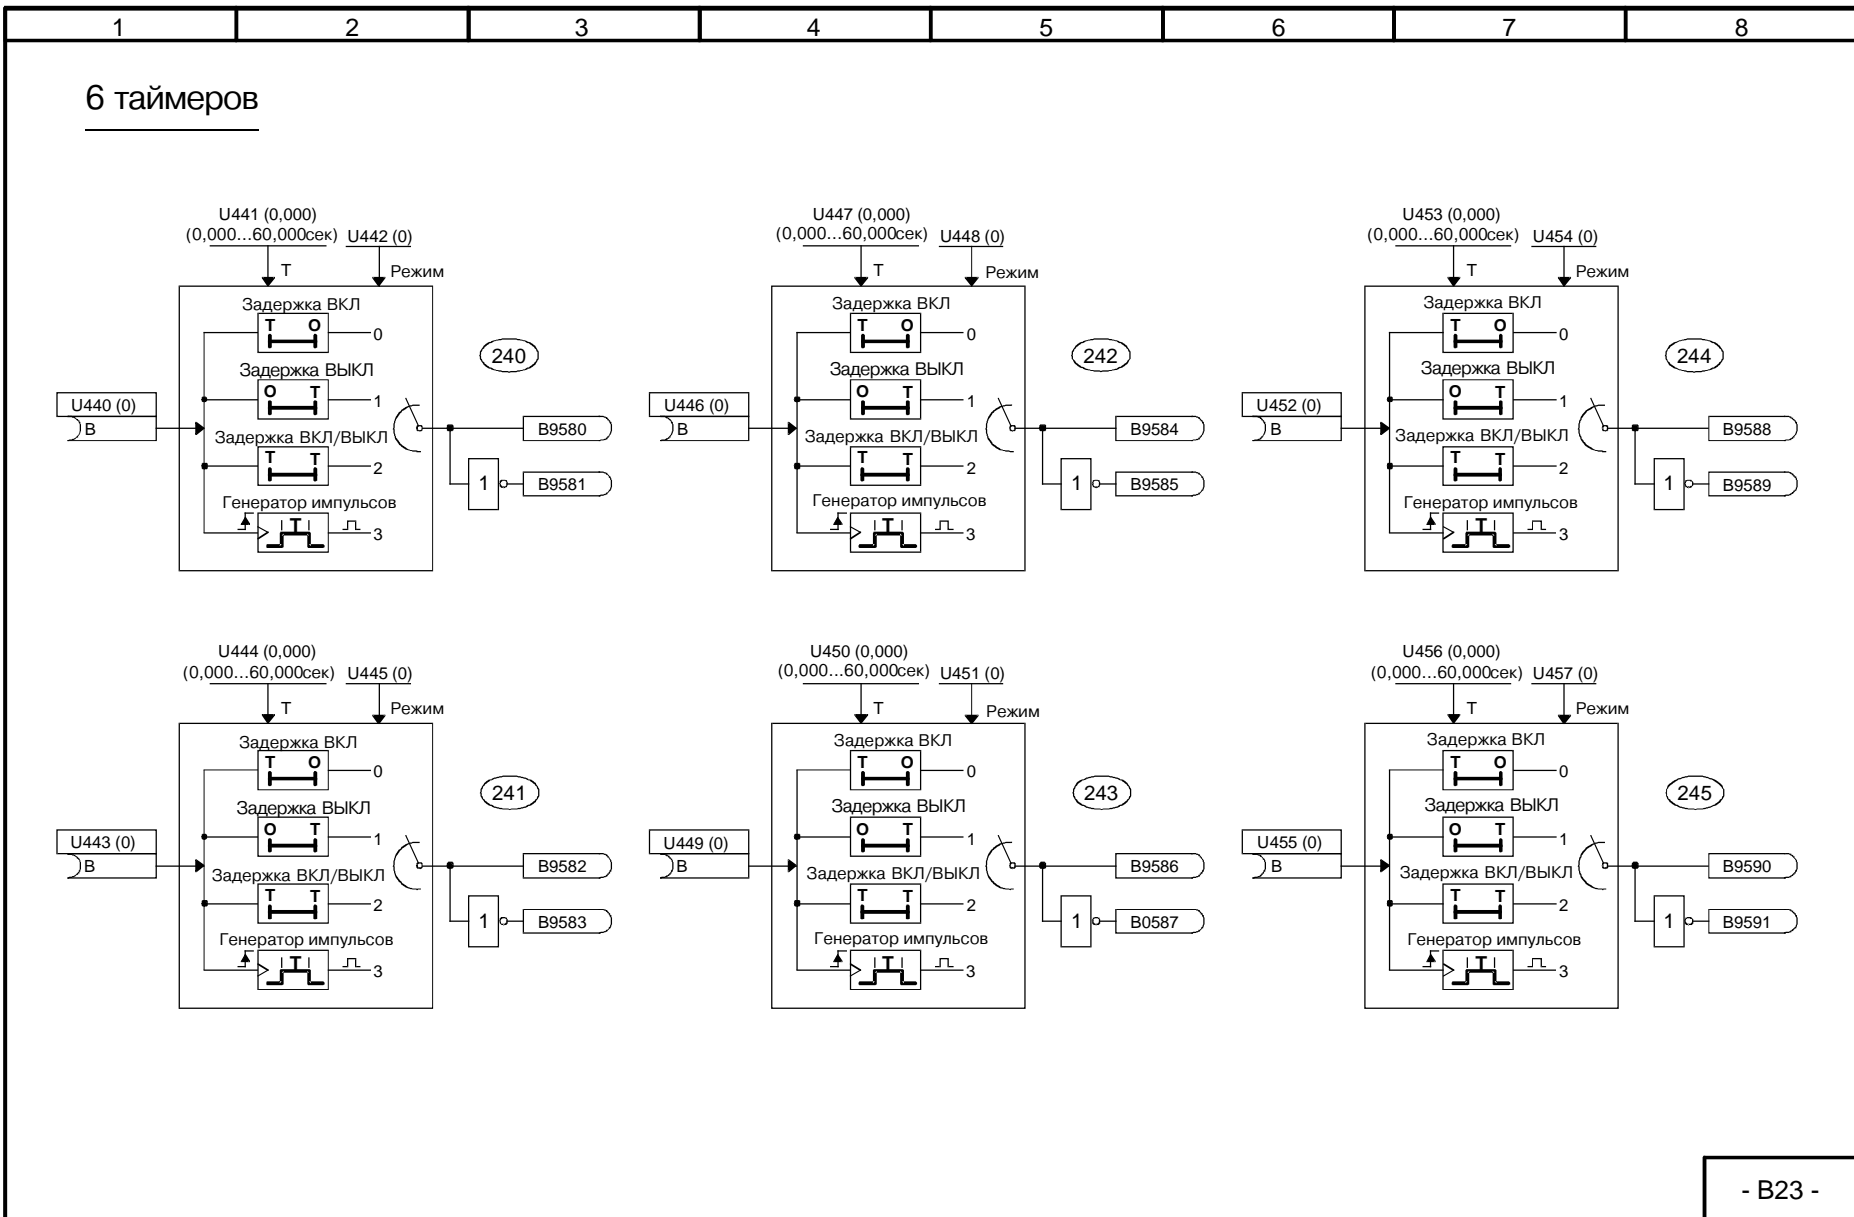 1 2 3 4 5 6 7 8
6 таймеров
U441 (0,000)
(0,000...60,000сек) U442 (0)
T Режим
Задержка ВКЛ
T O 0
240
Задержка ВЫКЛ
O T 1
U440 (0)
B
B9580
Задержка ВКЛ/ВЫКЛ
T T 2
1 B9581
Генератор импульсов
T 3
U447 (0,000)
(0,000...60,000сек) U448 (0)
T Режим
Задержка ВКЛ
T O 0
242
Задержка ВЫКЛ
O T 1
U446 (0)
B
B9584
Задержка ВКЛ/ВЫКЛ
T T 2
1 B9585
Генератор импульсов
T 3
U453 (0,000)
(0,000...60,000сек) U454 (0)
T Режим
Задержка ВКЛ
T O 0
244
Задержка ВЫКЛ
O T 1
U452 (0)
B
B9588
Задержка ВКЛ/ВЫКЛ
T T 2
1 B9589
Генератор импульсов
T 3
U444 (0,000)
(0,000...60,000сек) U445 (0)
T Режим
Задержка ВКЛ
T O 0
241
Задержка ВЫКЛ
O T 1
U443 (0)
B
B9582
Задержка ВКЛ/ВЫКЛ
T T 2
1 B9583
Генератор импульсов
T 3
U450 (0,000)
(0,000...60,000сек) U451 (0)
T Режим
Задержка ВКЛ
T O 0
243
Задержка ВЫКЛ
O T 1
U449 (0)
B
B9586
Задержка ВКЛ/ВЫКЛ
T T 2
1 B0587
Генератор импульсов
T 3
U456 (0,000)
(0,000...60,000сек) U457 (0)
T Режим
Задержка ВКЛ
T O 0
245
Задержка ВЫКЛ
O T 1
U455 (0)
B
B9590
Задержка ВКЛ/ВЫКЛ
T T 2
1 B9591
Генератор импульсов
T 3
- B23 -